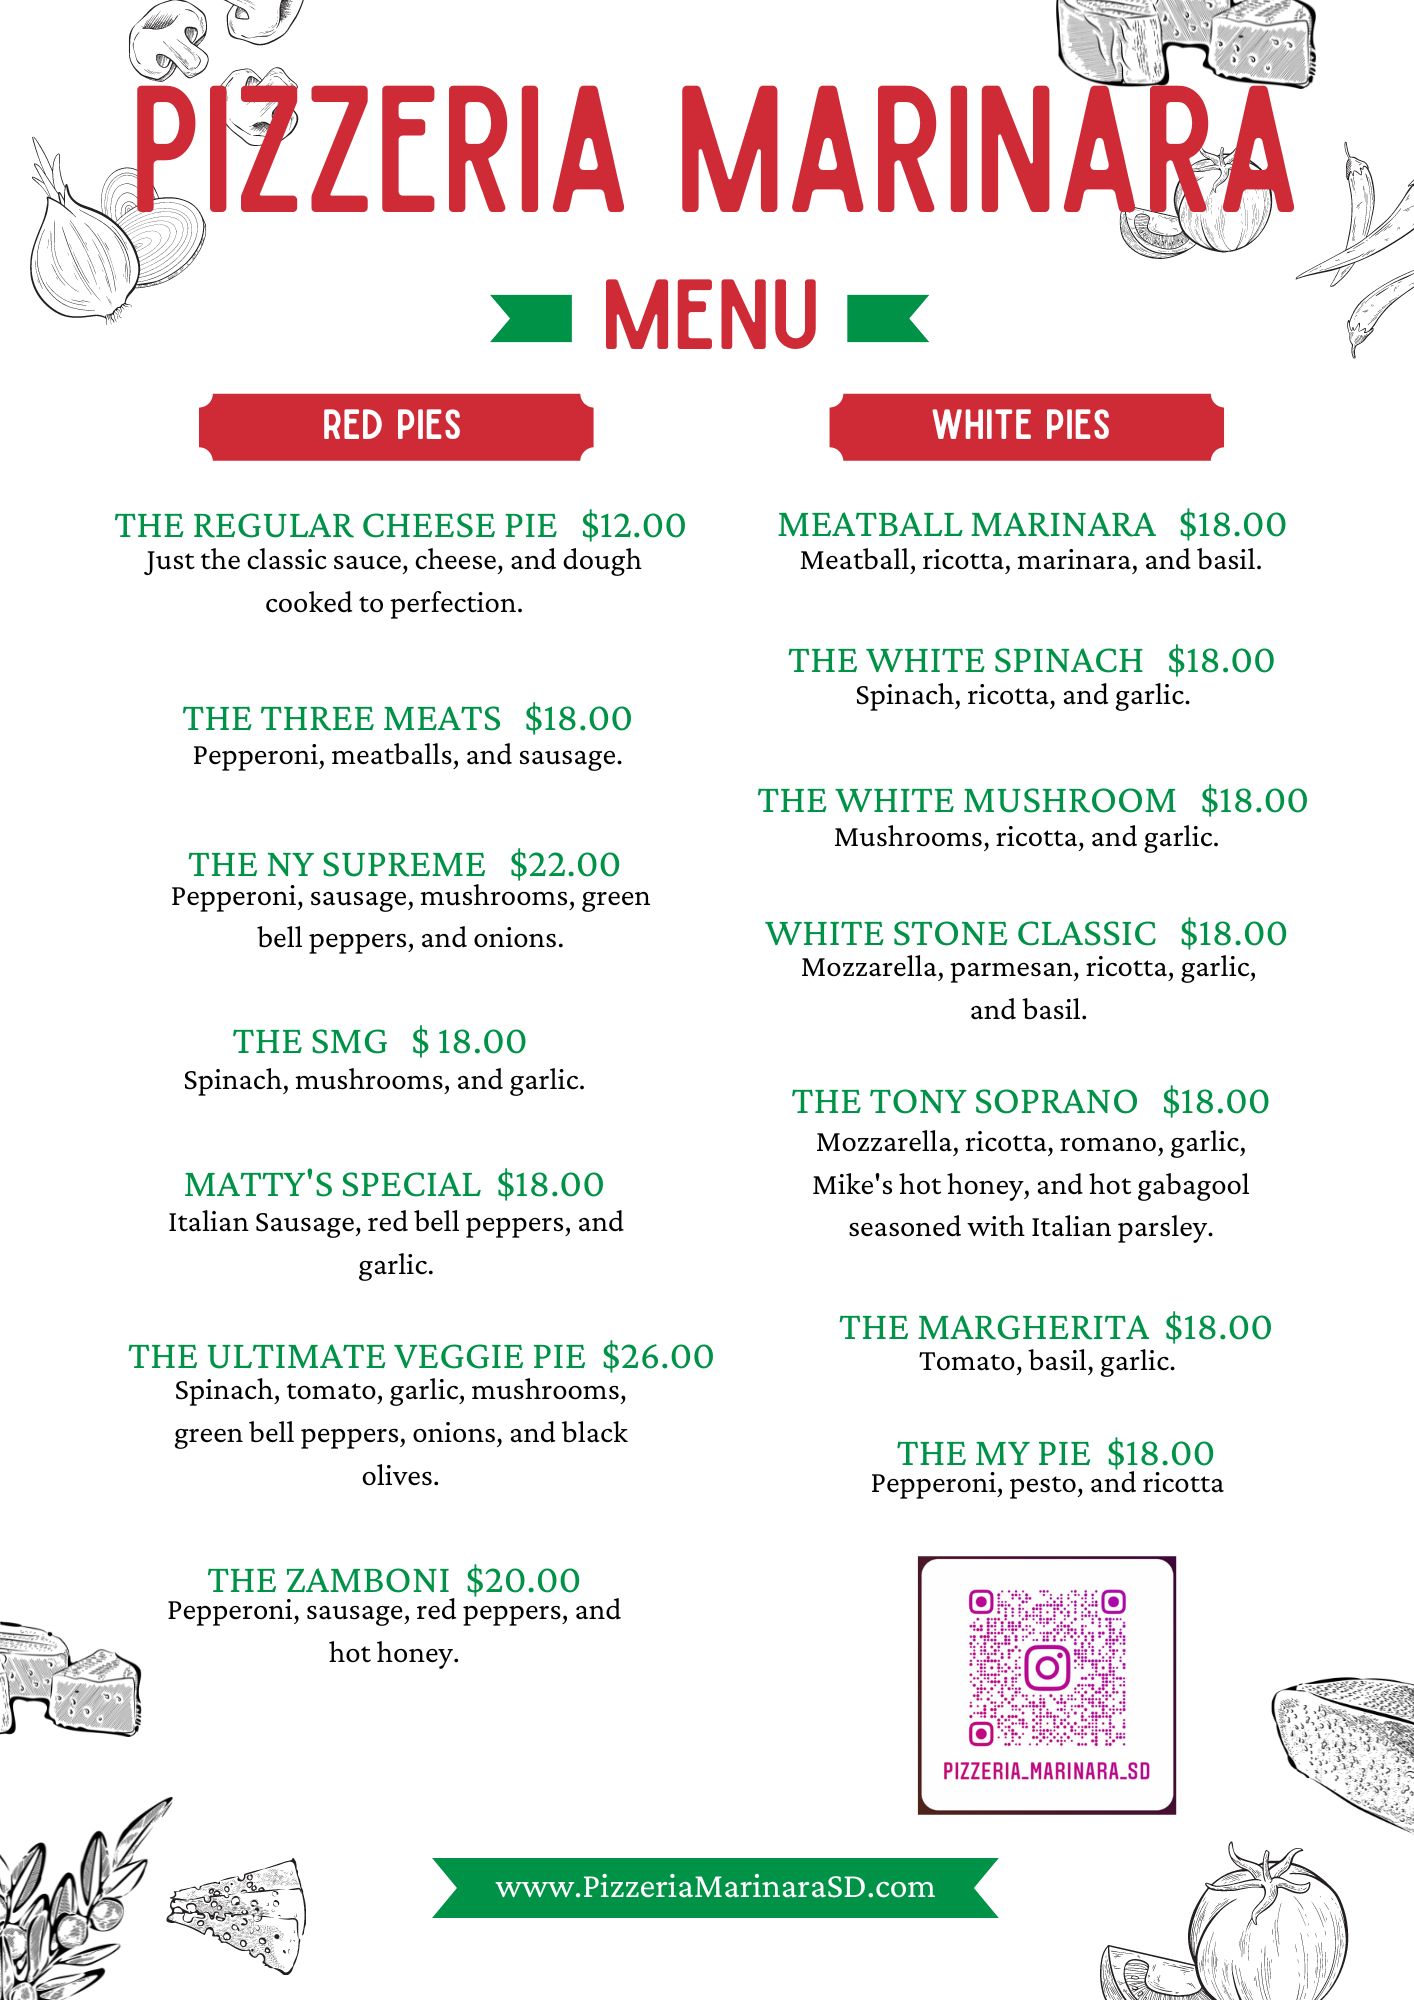 PIZZERIA MARINARA
MENU
RED PIES
THE REGULAR CHEESE PIE $12.00
Just the classic sauce, cheese, and dough
cooked to perfection.
THE THREE MEATS $18.00
Pepperoni, meatballs, and sausage.
THE NY SUPREME $22.00
Pepperoni, sausage, mushrooms, green
bell peppers, and onions.
THE SMG $ 18.00
Spinach, mushrooms, and garlic.
MATTY'S SPECIAL $18.00
Italian Sausage, red bell peppers, and
garlic.
THE ULTIMATE VEGGIE PIE $26.00
Spinach, tomato, garlic, mushrooms,
green bell peppers, onions, and black
olives.
THE ZAMBONI $20.00
Pepperoni, sausage, red peppers, and
hot honey.
WHITE PIES
MEATBALL MARINARA $18.00
Meatball, ricotta, marinara, and basil.
THE WHITE SPINACH $18.00
Spinach, ricotta, and garlic.
THE WHITE MUSHROOM $18.00
Mushrooms, ricotta, and garlic.
WHITE STONE CLASSIC $18.00
Mozzarella, parmesan, ricotta, garlic,
and basil.
THE TONY SOPRANO $18.00
Mozzarella, ricotta, romano, garlic,
Mike's hot honey, and hot gabagool
seasoned with Italian parsley.
THE MARGHERITA $18.00
Tomato, basil, garlic.
THE MY PIE $18.00
Pepperoni, pesto, and ricotta
PIZZERIA_MARINARA_SD
www.PizzeriaMarinaraSD.com